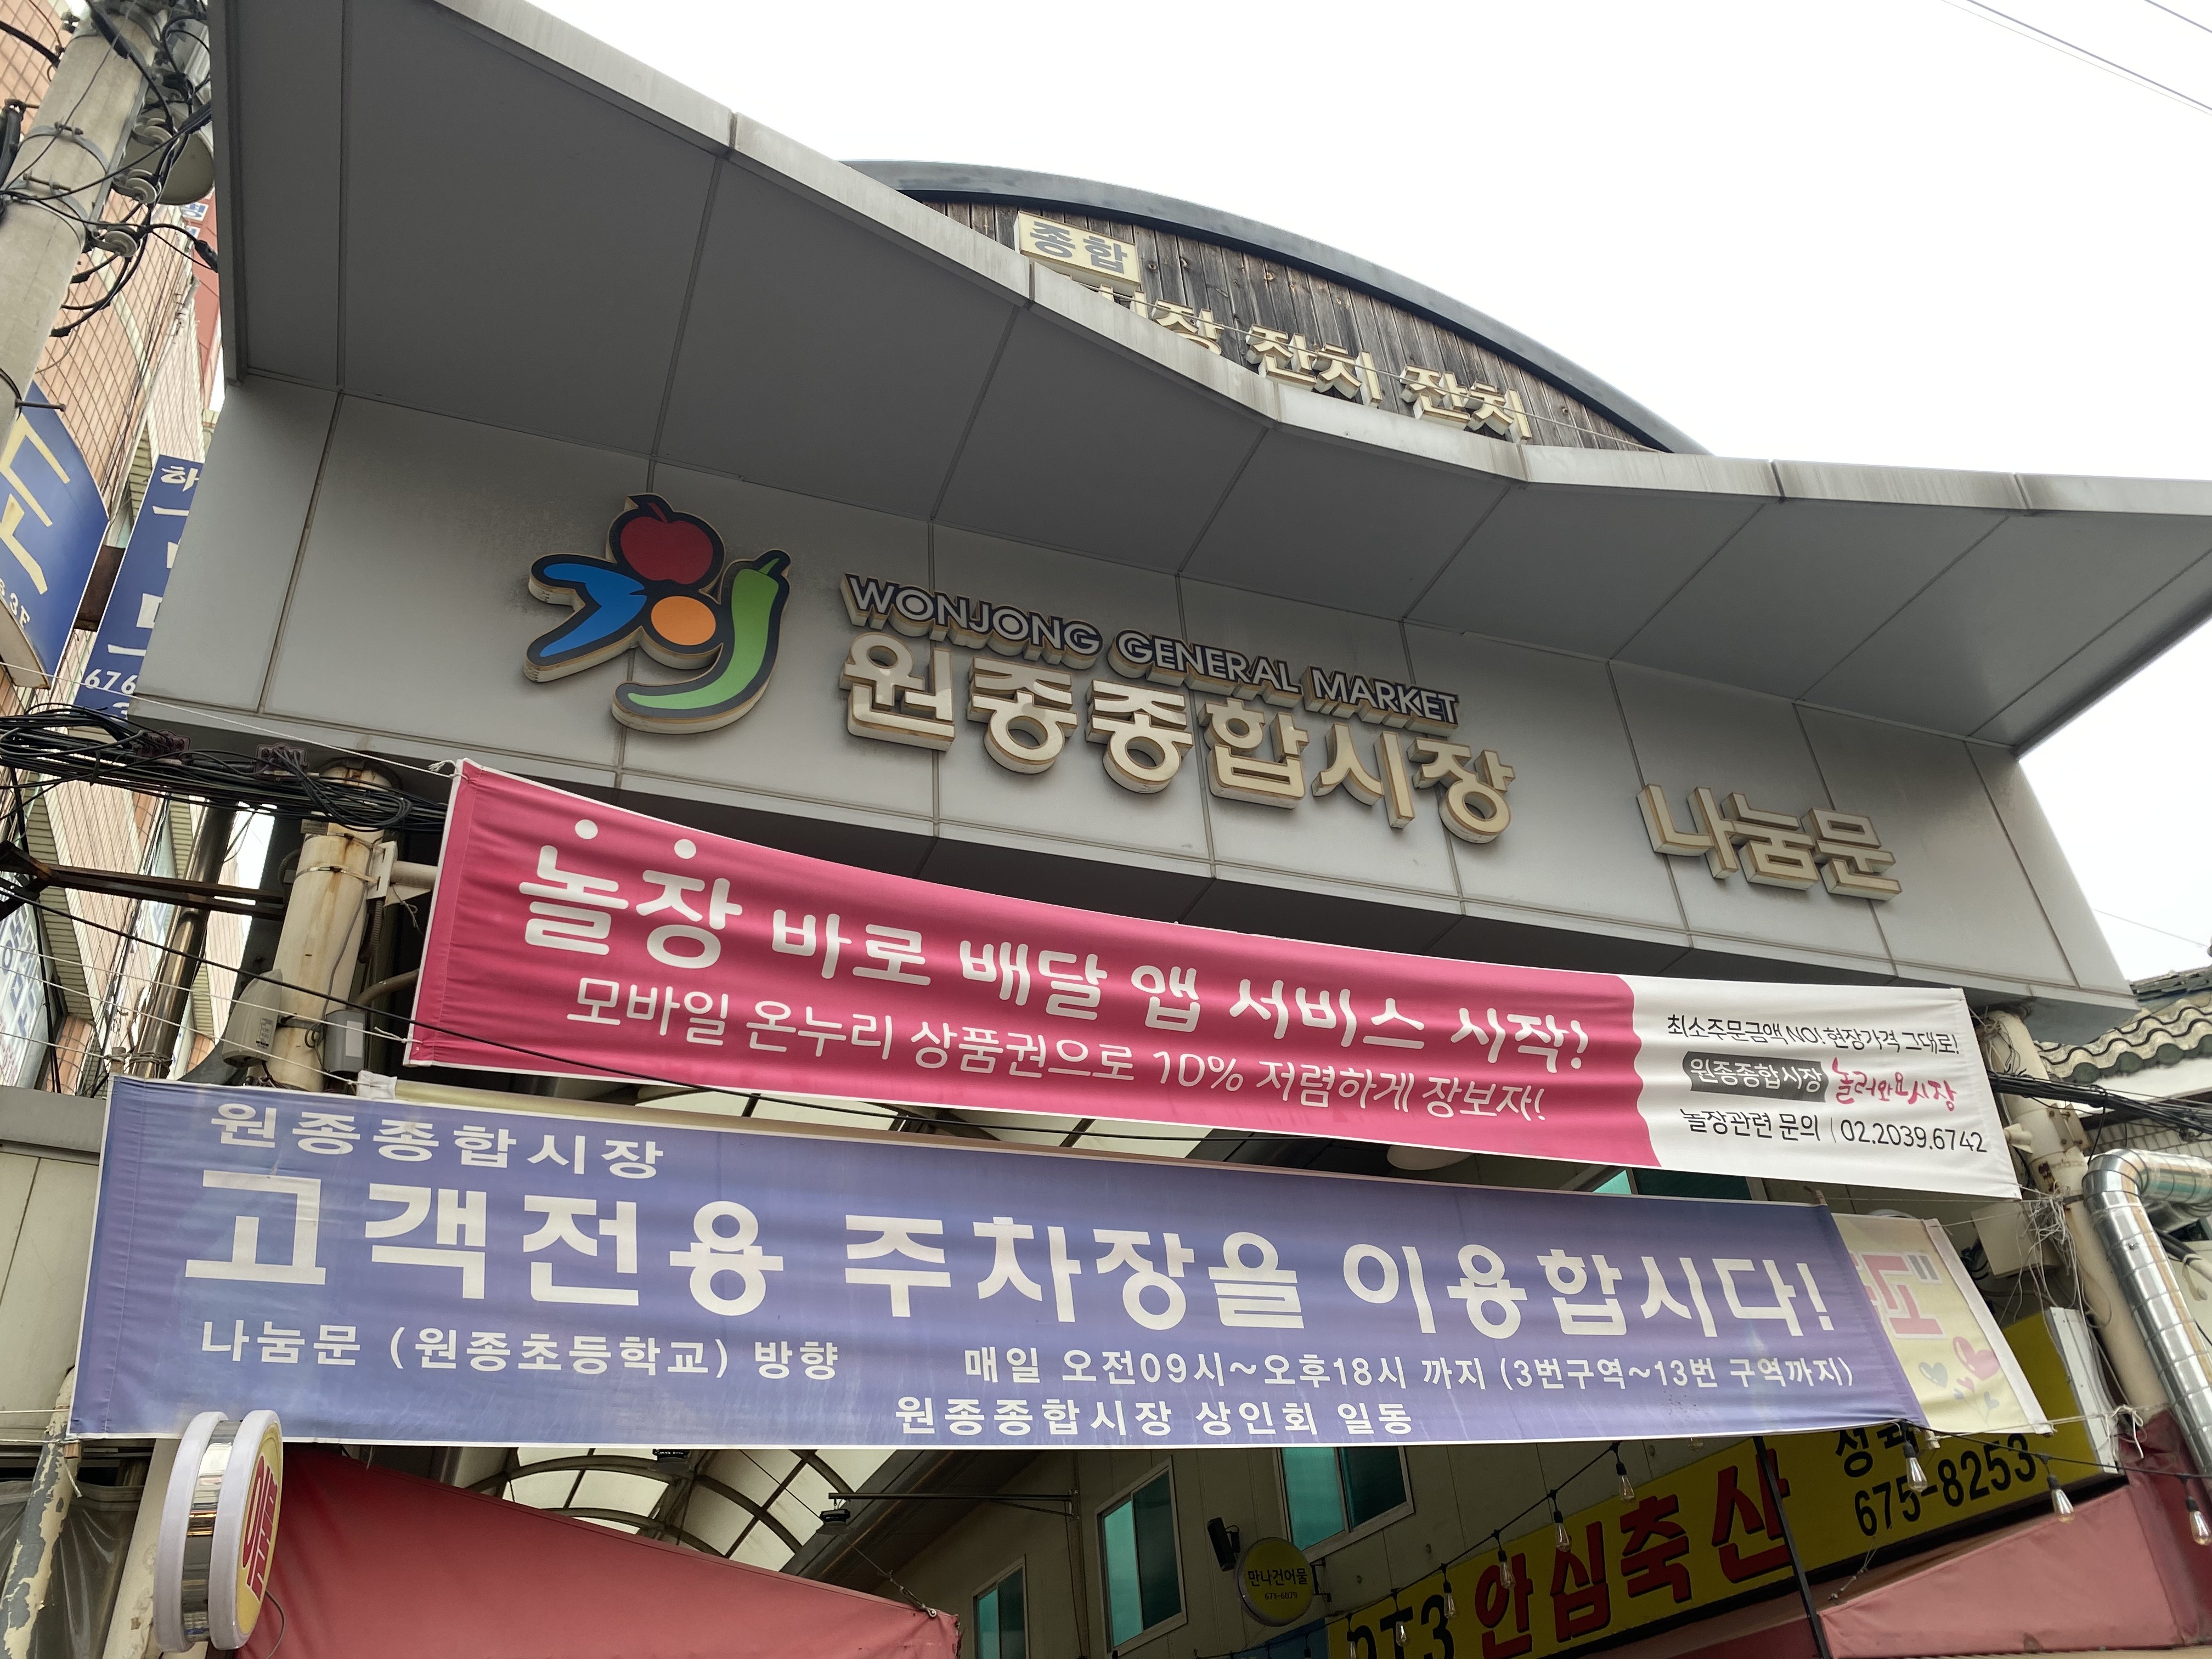 종합
시장 잔치 잔치
WONJONG GENERAL MARKET
원종종합시장
나눔문
놀장 바로 배달 앱 서비스 시작!
모바일 온누리 상품권으로 10% 저렴하게 장보자!
최소주문금액 NO! 현장가격 그대로!
원종종합시장 놀러와요시장
놀장관련 문의 | 02.2039.6742
원종종합시장
고객전용 주차장을 이용합시다!
나눔문 (원종초등학교) 방향
매일 오전09시~오후18시 까지 (3번구역~13번 구역까지)
원종종합시장 상인회 일동
675-8253
안심축산
만나건어물
675-6079
676
3F